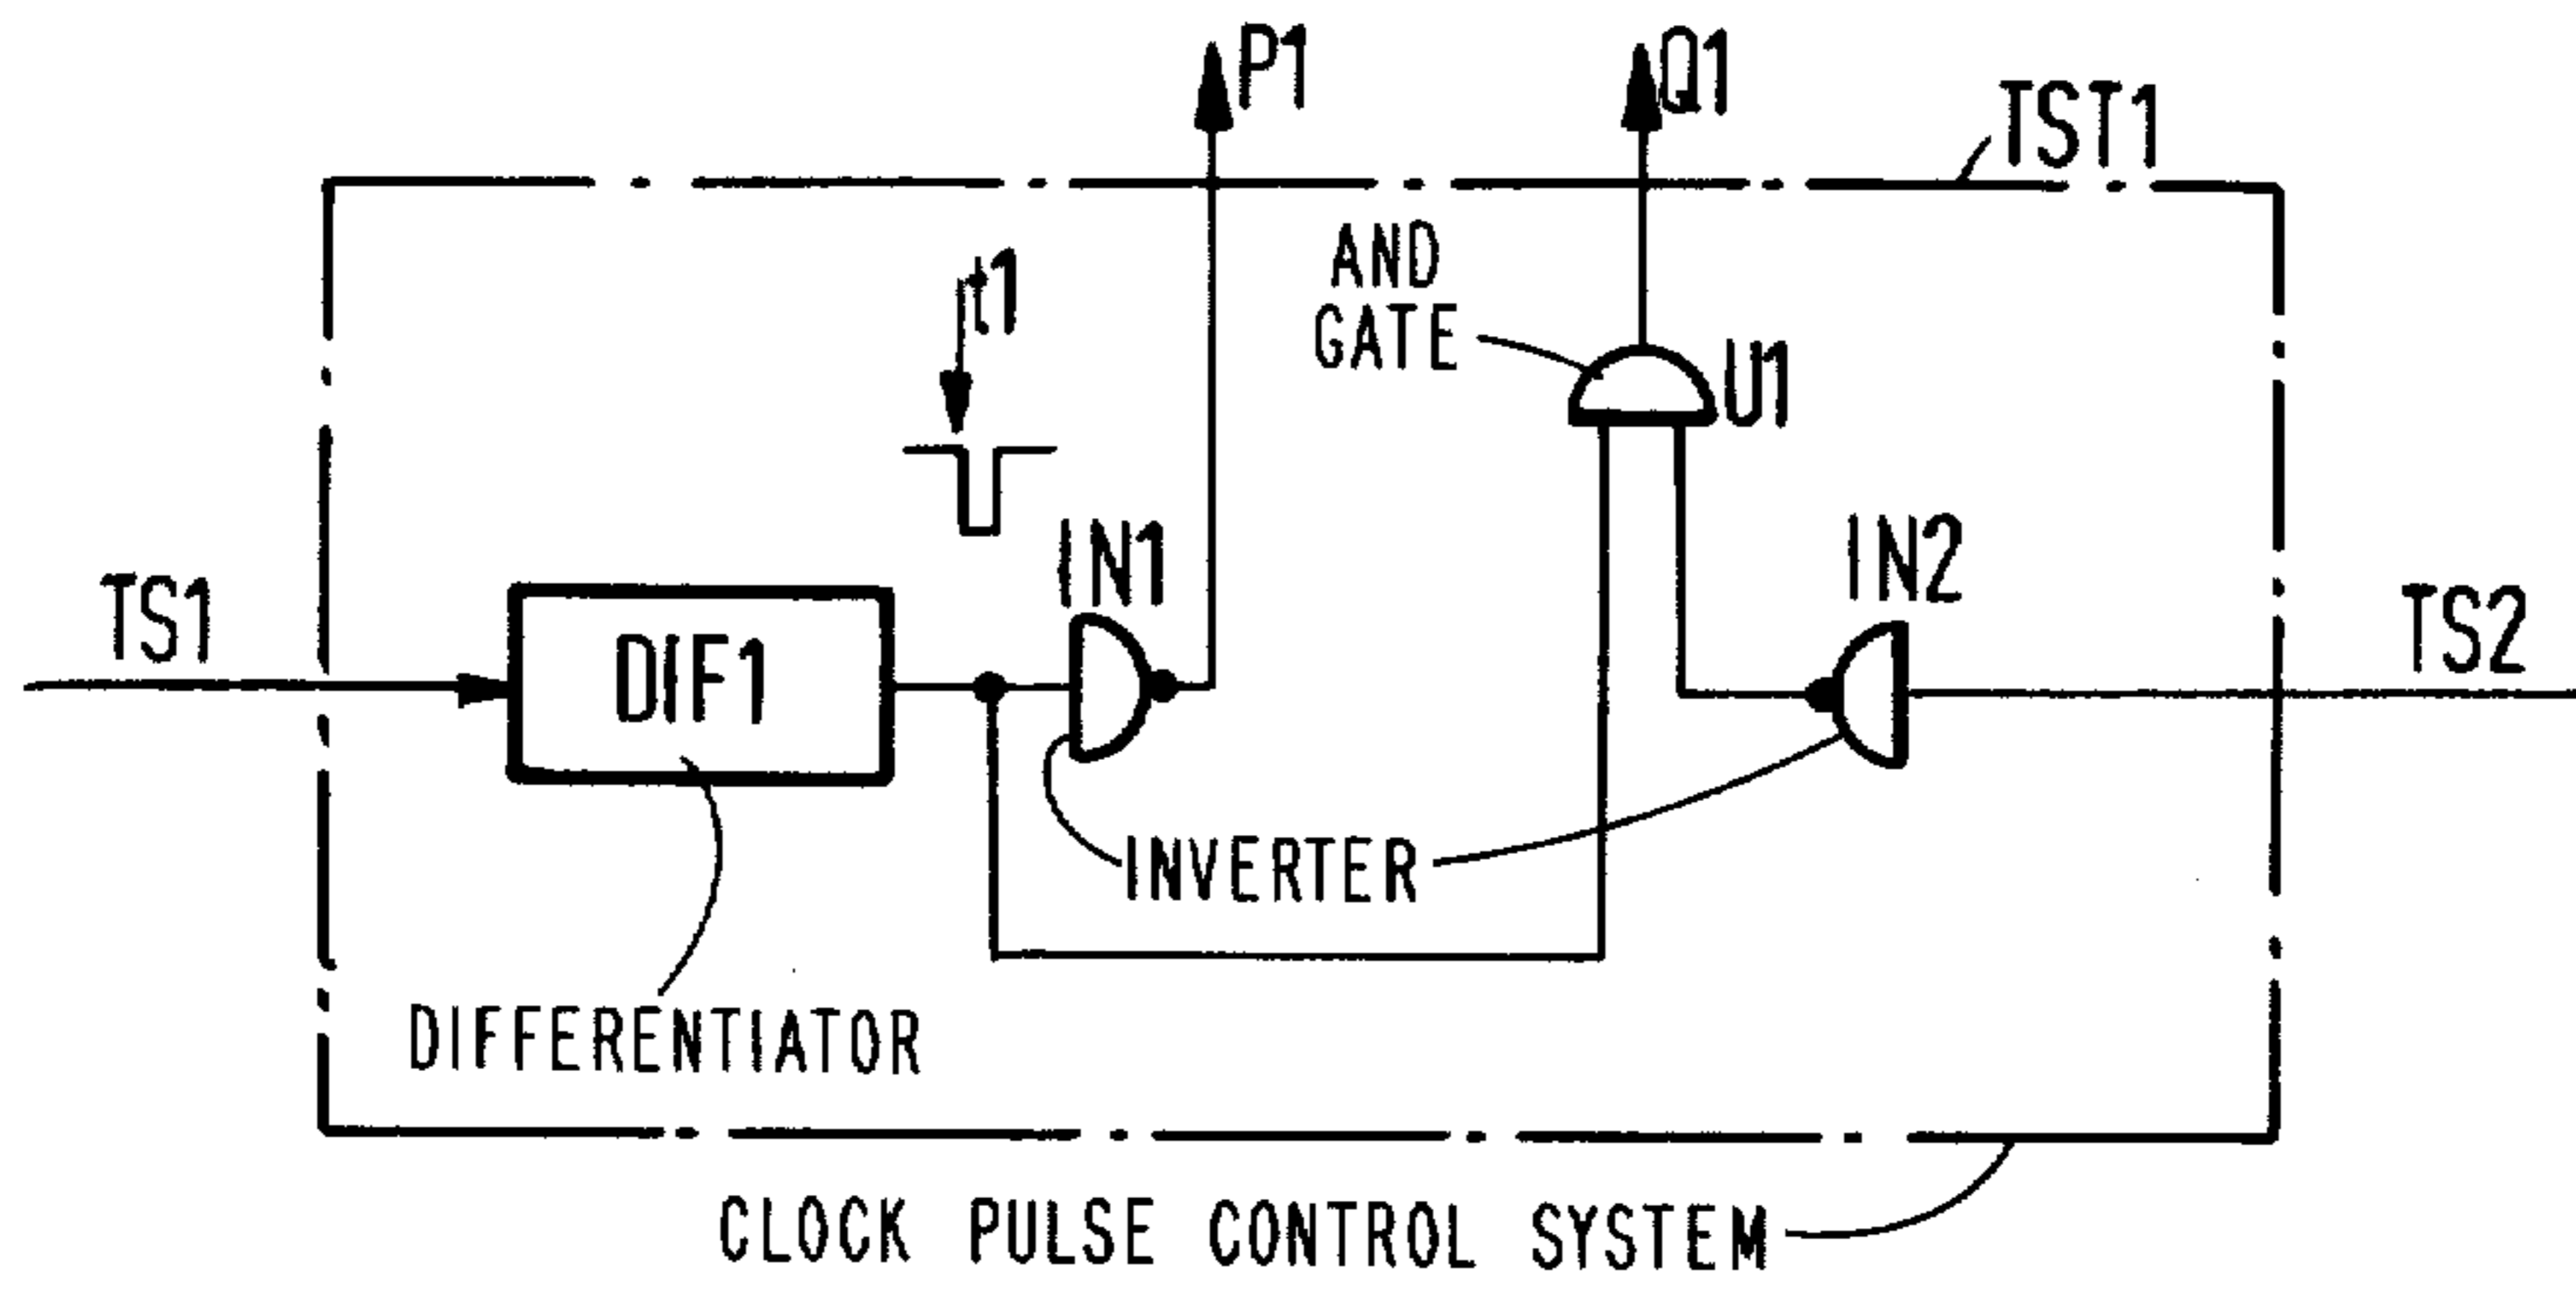 P1
Q1
TST1
AND
GATE
t1
U1
IN1
IN2
TS1
DIF1
TS2
INVERTER
DIFFERENTIATOR
CLOCK PULSE CONTROL SYSTEM